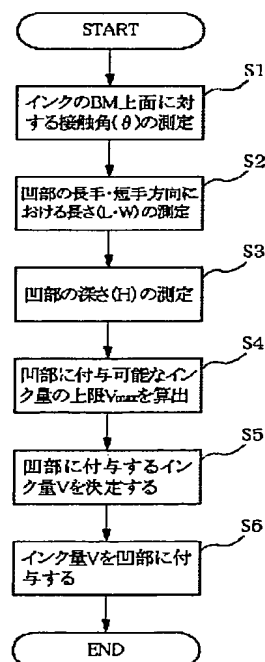 START
S1
インクのBM上面に対
する接触角(θ)の測定
S2
凹部の長手・短手方向に
おける長さ(L・W)の測定
S3
凹部の深さ(H)の測定
S4
凹部に付与可能なイン
ク量の上限Vmaxを算出
S5
凹部に付与するイン
ク量Vを決定する
S6
インク量Vを凹部に付
与する
END